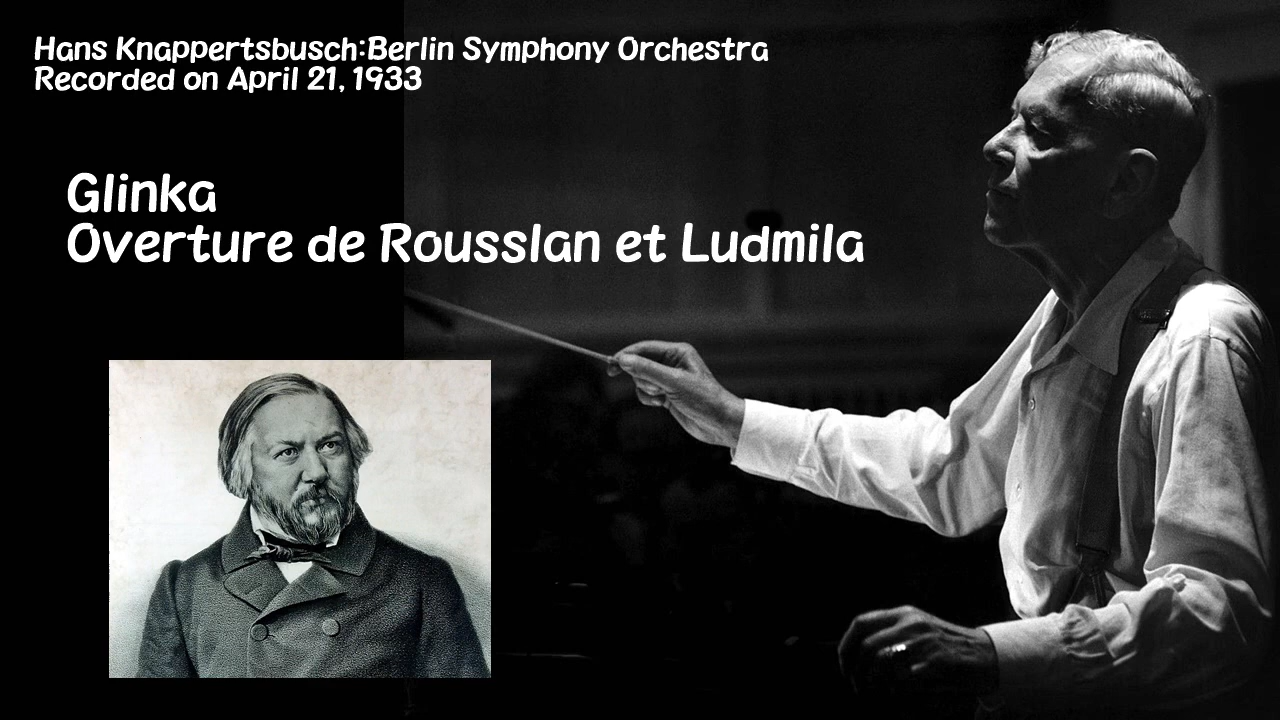 Hans Knappertsbusch:Berlin Symphony Orchestra
Recorded on April 21, 1933
Glinka
Overture de Rousslan et Ludmila